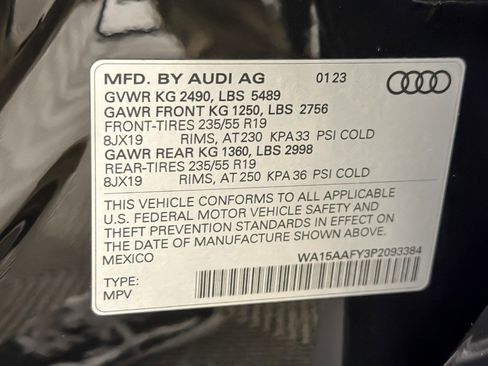 MFD. BY AUDI AG 01 23
GVWR KG 2490, LBS 5489
GAWR FRONT KG 1250, LBS 2756
FRONT-TIRES 235/55 R19
8JX19 RIMS, AT 230 KPA 33 PSI COLD
GAWR REAR KG 1360, LBS 2998
REAR-TIRES 235/55 R19
8JX19 RIMS, AT 250 KPA 36 PSI COLD
THIS VEHICLE CONFORMS TO ALL APPLICABLE
U.S. FEDERAL MOTOR VEHICLE SAFETY AND
THEFT PREVENTION STANDARDS IN EFFECT ON
THE DATE OF MANUFACTURE SHOWN ABOVE.
MEXICO WA15AAFY3P2093384
TYPE:
MPV